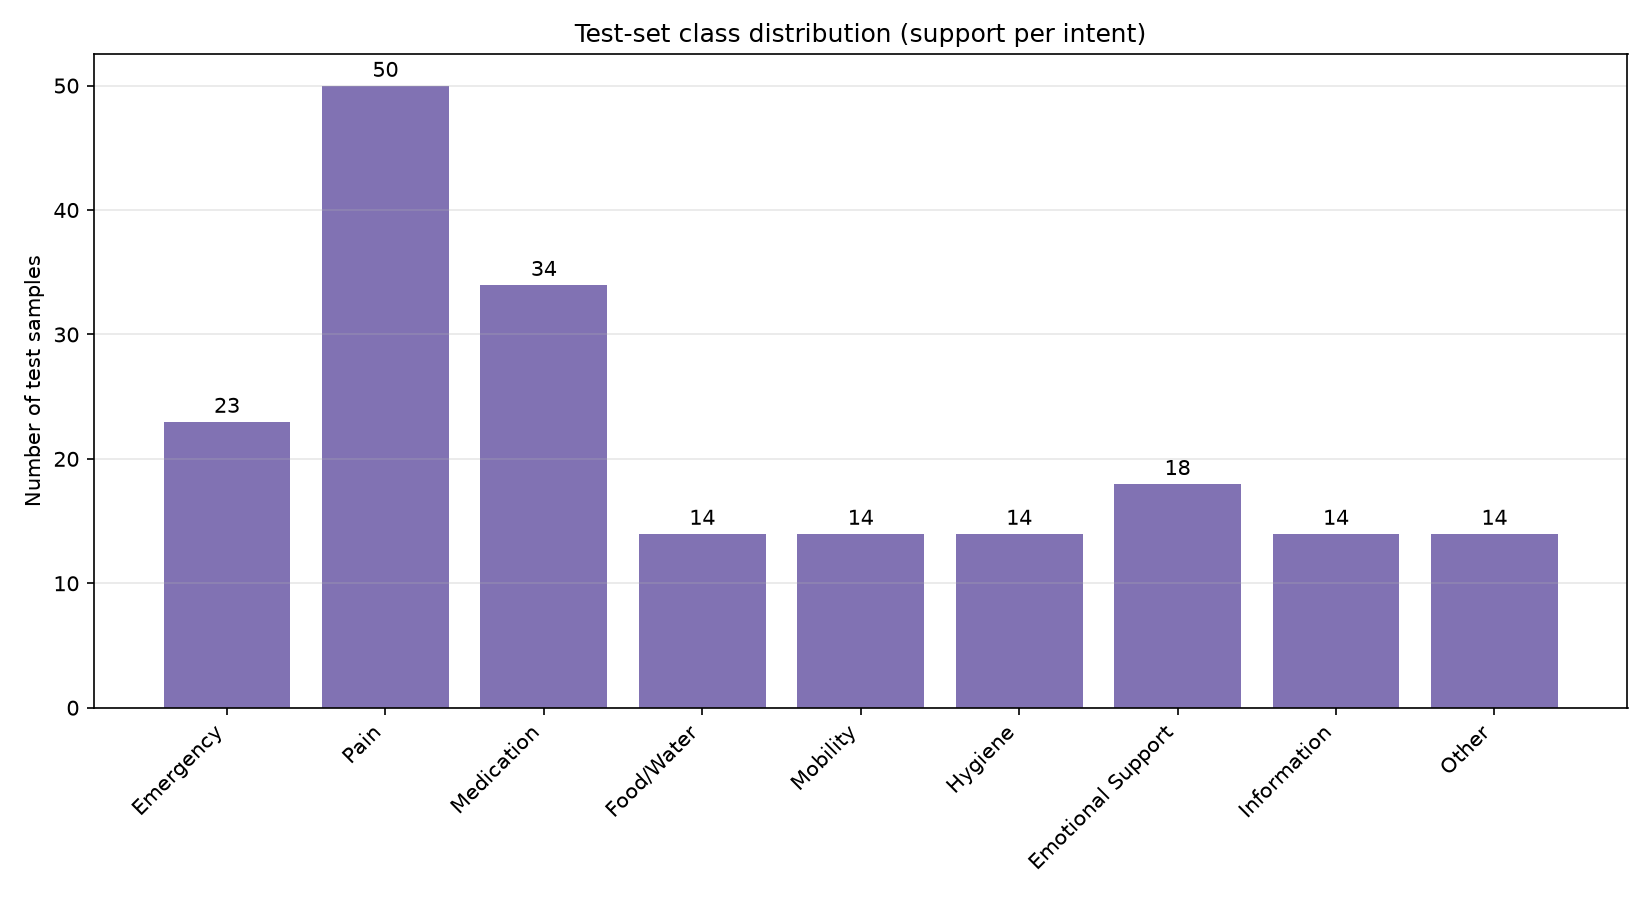 Test-set class distribution (support per intent)
Number of test samples
50
40
30
20
10
0
23
50
34
14
14
14
18
14
14
Emergency
Pain
Medication
Food/Water
Mobility
Hygiene
Emotional Support
Information
Other